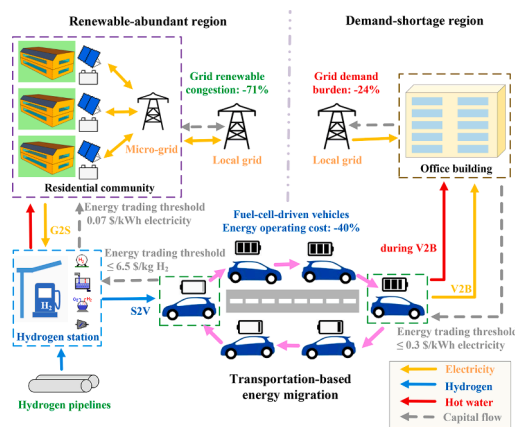 Renewable-abundant region
Demand-shortage region
Grid renewable
congestion: -71%
Grid demand
burden: -24%
Micro-grid
Local grid
Local grid
Residential community
Office building
Energy trading threshold
0.07 $/kWh electricity
G2S
Fuel-cell-driven vehicles
Energy operating cost: -40%
during V2B
V2B
Energy trading threshold
≤ 6.5 $/kg H₂
H₂
Hydrogen station
S2V
Energy trading threshold
≤ 0.3 $/kWh electricity
Transportation-based
energy migration
Hydrogen pipelines
Electricity
Hydrogen
Hot water
Capital flow